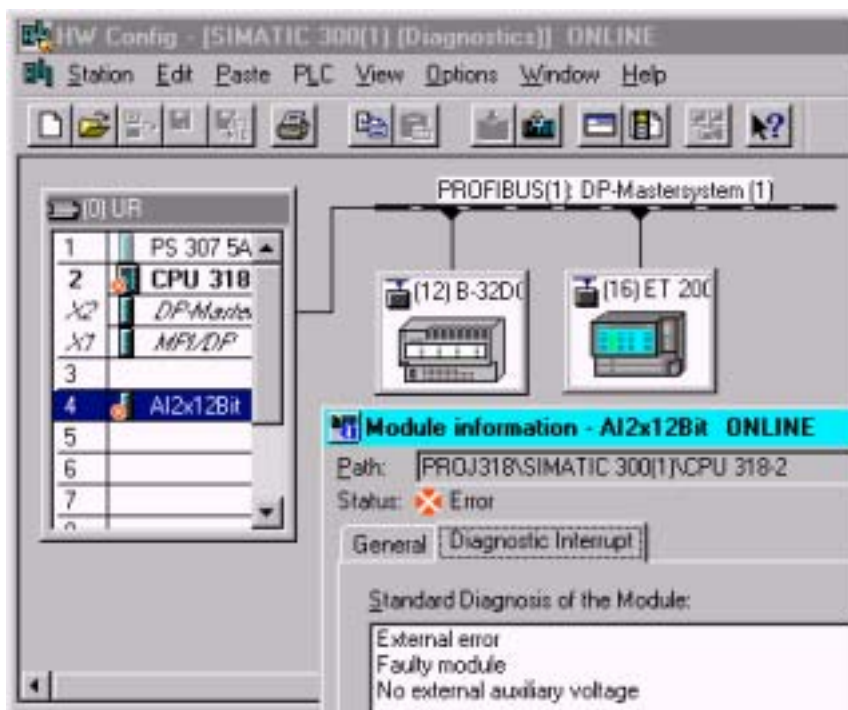 HW Config - [SIMATIC 300(1) (Diagnostics)] ONLINE
Station Edit Paste PLC View Options Window Help
PROFIBUS(1): DP-Mastersystem (1)
(0) UR
1 PS 307 5A
2 CPU 318
X2 DP-Master
X1 MPI/DP
3
4 AI2x12Bit
5
6
7
(12) B-32DO
(16) ET 200
Module information - AI2x12Bit ONLINE
Path: PROJ318\SIMATIC 300(1)\CPU 318-2
Status: Error
General Diagnostic Interrupt
Standard Diagnosis of the Module:
External error
Faulty module
No external auxiliary voltage